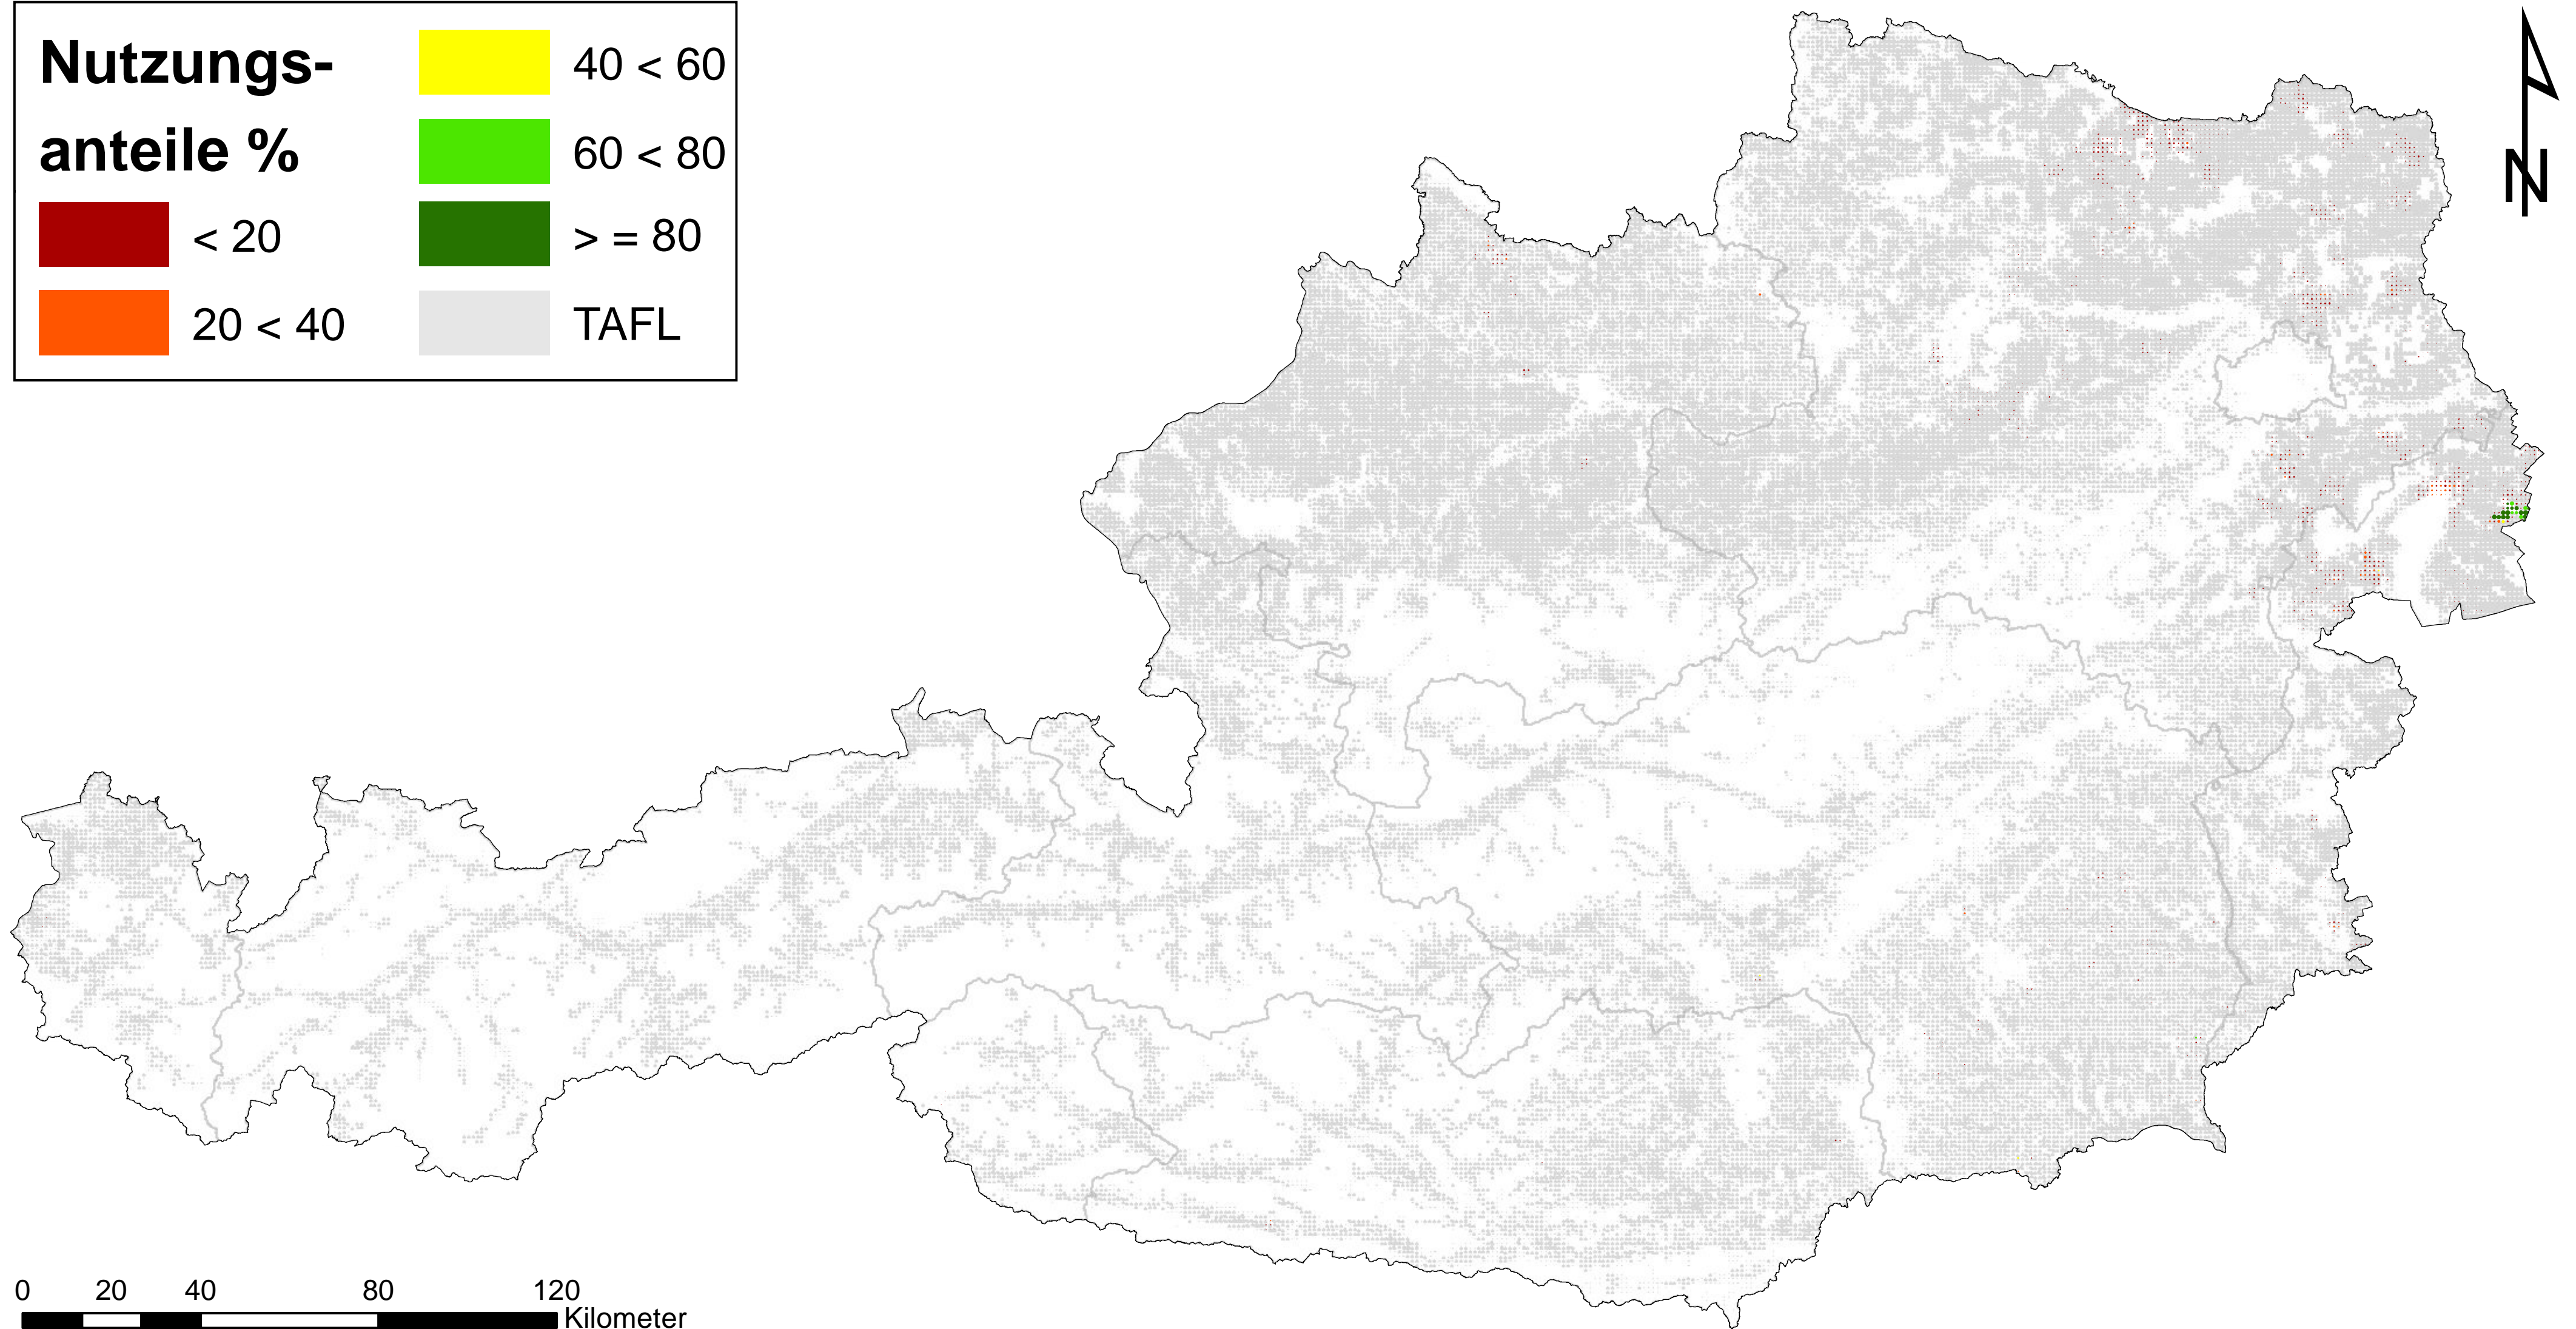 Nutzungs-
anteile %
< 20
20 < 40
40 < 60
60 < 80
> = 80
TAFL
N
0 20 40 80 120
Kilometer